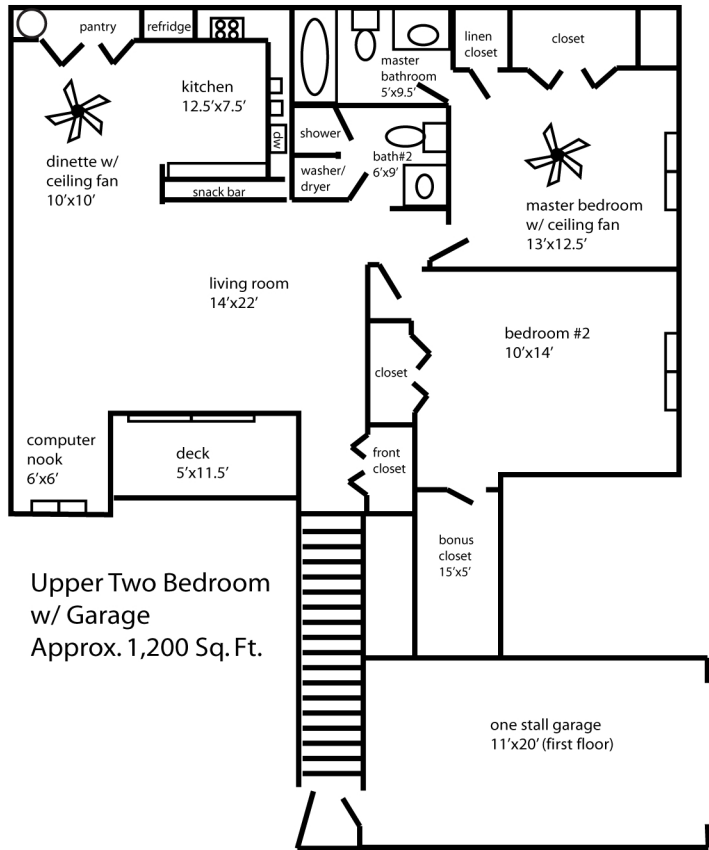 pantry
refridge
linen
closet
closet
master
bathroom
5'x9.5'
kitchen
12.5'x7.5'
dw
shower
bath#2
6'x9'
washer/
dryer
dinette w/
ceiling fan
10'x10'
snack bar
master bedroom
w/ ceiling fan
13'x12.5'
living room
14'x22'
bedroom #2
10'x14'
closet
computer
nook
6'x6'
deck
5'x11.5'
front
closet
bonus
closet
15'x5'
Upper Two Bedroom
w/ Garage
Approx. 1,200 Sq. Ft.
one stall garage
11'x20' (first floor)